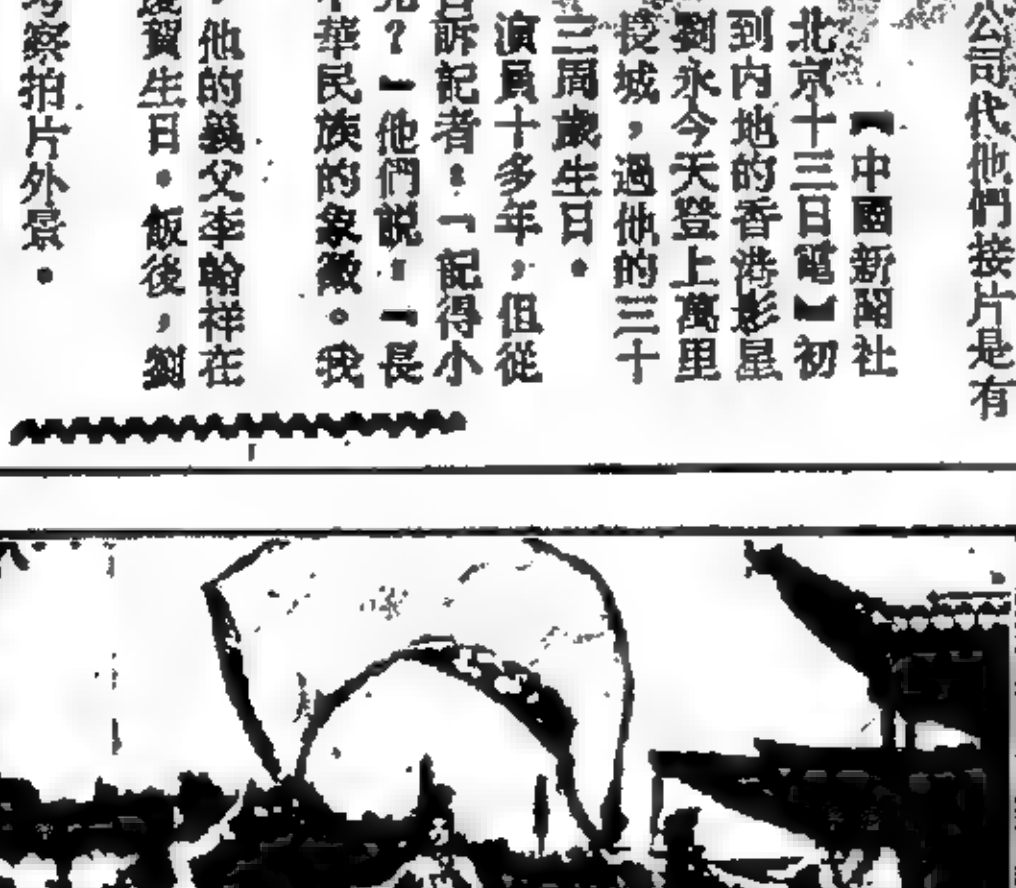 公司代他們接片是有
【中國新聞社
北京十三日電】初
到內地的香港影星
劉永今天登上萬里
長城，過他的三十
三周歲生日。
演員十多年，但從
訴記者：「記得小
？』他們説：「長
華民族的象徵。我
他的義父李翰祥在
賀生日。飯後，劉
察拍片外景。